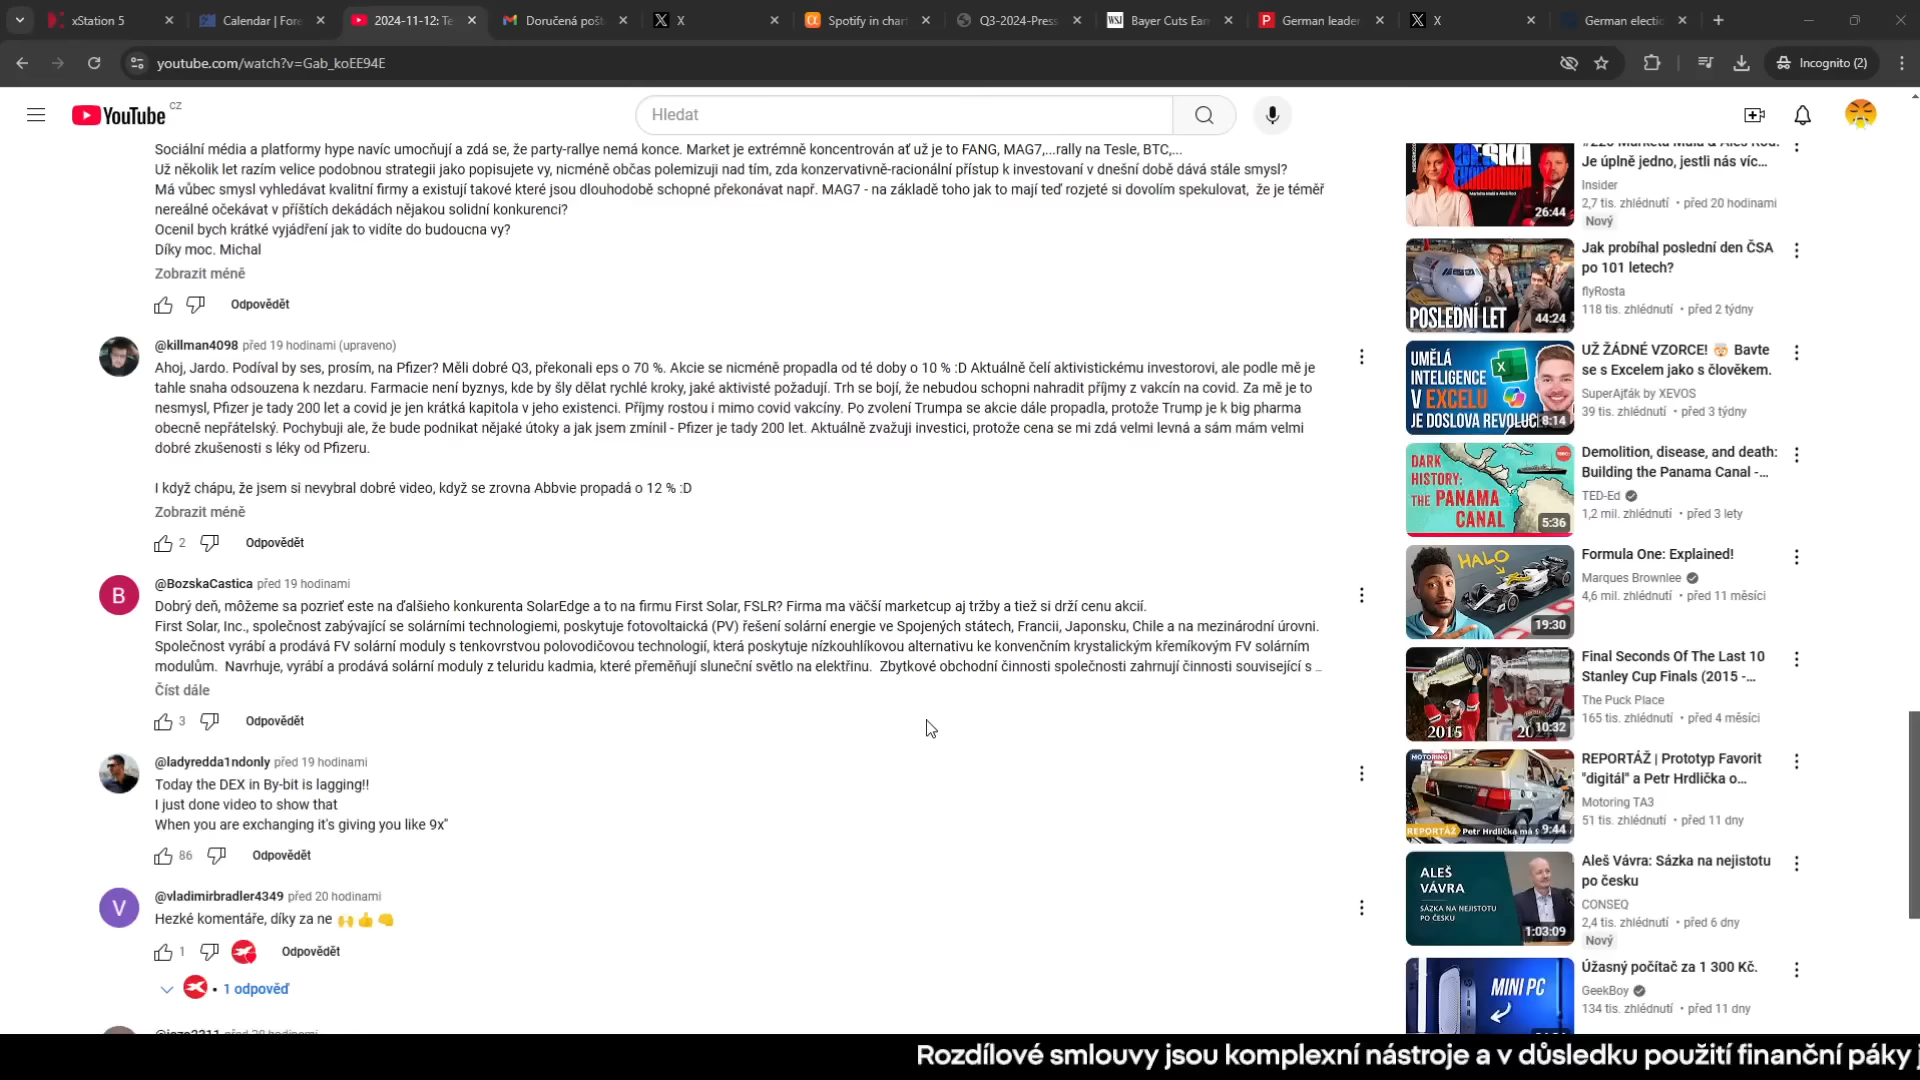 xStation 5
Calendar | Fore
2024-11-12: Te
Doručená pošt
X
Spotify in char
Q3-2024-Press
Bayer Cuts Ear
German leader
X
German electio
youtube.com/watch?v=Gab_koEE94E
Incognito (2)
YouTube CZ
Hledat
Sociální média a platformy hype navíc umocňují a zdá se, že party-rallye nemá konce. Market je extrémně koncentrován ať už je to FANG, MAG7,...rally na Tesle, BTC,...
Už několik let razím velice podobnou strategii jako popisujete vy, nicméně občas polemizuji nad tím, zda konzervativně-racionální přístup k investovaní v dnešní době dává stále smysl?
Má vůbec smysl vyhledávat kvalitní firmy a existují takové které jsou dlouhodobě schopné překonávat např. MAG7 - na základě toho jak to mají teď rozjeté si dovolím spekulovat, že je téměř
nereálné očekávat v příštích dekádách nějakou solidní konkurenci?
Ocenil bych krátké vyjádření jak to vidíte do budoucna vy?
Díky moc. Michal
Zobrazit méně
Odpovědět
@killman4098 před 19 hodinami (upraveno)
Ahoj, Jardo. Podíval by ses, prosím, na Pfizer? Měli dobré Q3, překonali eps o 70 %. Akcie se nicméně propadla od té doby o 10 % :D Aktuálně čelí aktivistickému investorovi, ale podle mě je
tahle snaha odsouzena k nezdaru. Farmacie není byznys, kde by šly dělat rychlé kroky, jaké aktivisté požadují. Trh se bojí, že nebudou schopni nahradit příjmy z vakcín na covid. Za mě je to
nesmysl, Pfizer je tady 200 let a covid je jen krátká kapitola v jeho existenci. Příjmy rostou i mimo covid vakcíny. Po zvolení Trumpa se akcie dále propadla, protože Trump je k big pharma
obecně nepřátelský. Pochybuji ale, že bude podnikat nějaké útoky a jak jsem zmínil - Pfizer je tady 200 let. Aktuálně zvažuji investici, protože cena se mi zdá velmi levná a sám mám velmi
dobré zkušenosti s léky od Pfizeru.
I když chápu, že jsem si nevybral dobré video, když se zrovna Abbvie propadá o 12 % :D
Zobrazit méně
2 Odpovědět
B
@BozskaCastica před 19 hodinami
Dobrý deň, môžeme sa pozrieť este na ďalšieho konkurenta SolarEdge a to na firmu First Solar, FSLR? Firma ma väčší marketcup aj tržby a tiež si drží cenu akcií.
First Solar, Inc., společnost zabývající se solárními technologiemi, poskytuje fotovoltaická (PV) řešení solární energie ve Spojených státech, Francii, Japonsku, Chile a na mezinárodní úrovni.
Společnost vyrábí a prodává FV solární moduly s tenkovrstvou polovodičovou technologií, která poskytuje nízkouhlíkovou alternativu ke konvenčním krystalickým křemíkovým FV solárním
modulům. Navrhuje, vyrábí a prodává solární moduly z teluridu kadmia, které přeměňují sluneční světlo na elektřinu. Zbytkové obchodní činnosti společnosti zahrnují činnosti související s ...
Číst dále
3 Odpovědět
@ladyredda1ndonly před 19 hodinami
Today the DEX in By-bit is lagging!!
I just done video to show that
When you are exchanging it's giving you like 9x"
86 Odpovědět
V
@vladimirbradler4349 před 20 hodinami
Hezké komentáře, díky za ne 🙌 👍 👊
1 Odpovědět
• 1 odpověď
ČESKÁ
26:44
#220 Markéta Malá a Aleš Rod:
Je úplně jedno, jestli nás víc...
Insider
2,7 tis. zhlédnutí • před 20 hodinami
Nový
POSLEDNÍ LET
44:24
Jak probíhal poslední den ČSA
po 101 letech?
flyRosta
118 tis. zhlédnutí • před 2 týdny
UMĚLÁ
INTELIGENCE
V EXCELU
JE DOSLOVA REVOLUC
8:14
UŽ ŽÁDNÉ VZORCE! 🤯 Bavte
se s Excelem jako s člověkem.
SuperAjťák by XEVOS
39 tis. zhlédnutí • před 3 týdny
DARK
HISTORY:
THE PANAMA
CANAL
5:36
Demolition, disease, and death:
Building the Panama Canal -...
TED-Ed
1,2 mil. zhlédnutí • před 3 lety
HALO
19:30
Formula One: Explained!
Marques Brownlee
4,6 mil. zhlédnutí • před 11 měsíci
2015
10:32
Final Seconds Of The Last 10
Stanley Cup Finals (2015 -...
The Puck Place
165 tis. zhlédnutí • před 4 měsíci
MOTORING
REPORTÁŽ Petr Hrdlička má
9:44
REPORTÁŽ | Prototyp Favorit
"digitál" a Petr Hrdlička o...
Motoring TA3
51 tis. zhlédnutí • před 11 dny
ALEŠ
VÁVRA
SÁZKA NA NEJISTOTU
PO ČESKU
1:03:09
Aleš Vávra: Sázka na nejistotu
po česku
CONSEQ
2,4 tis. zhlédnutí • před 6 dny
Nový
MINI PC
Úžasný počítač za 1 300 Kč.
GeekBoy
134 tis. zhlédnutí • před 11 dny
Rozdílové smlouvy jsou komplexní nástroje a v důsledku použití finanční páky j